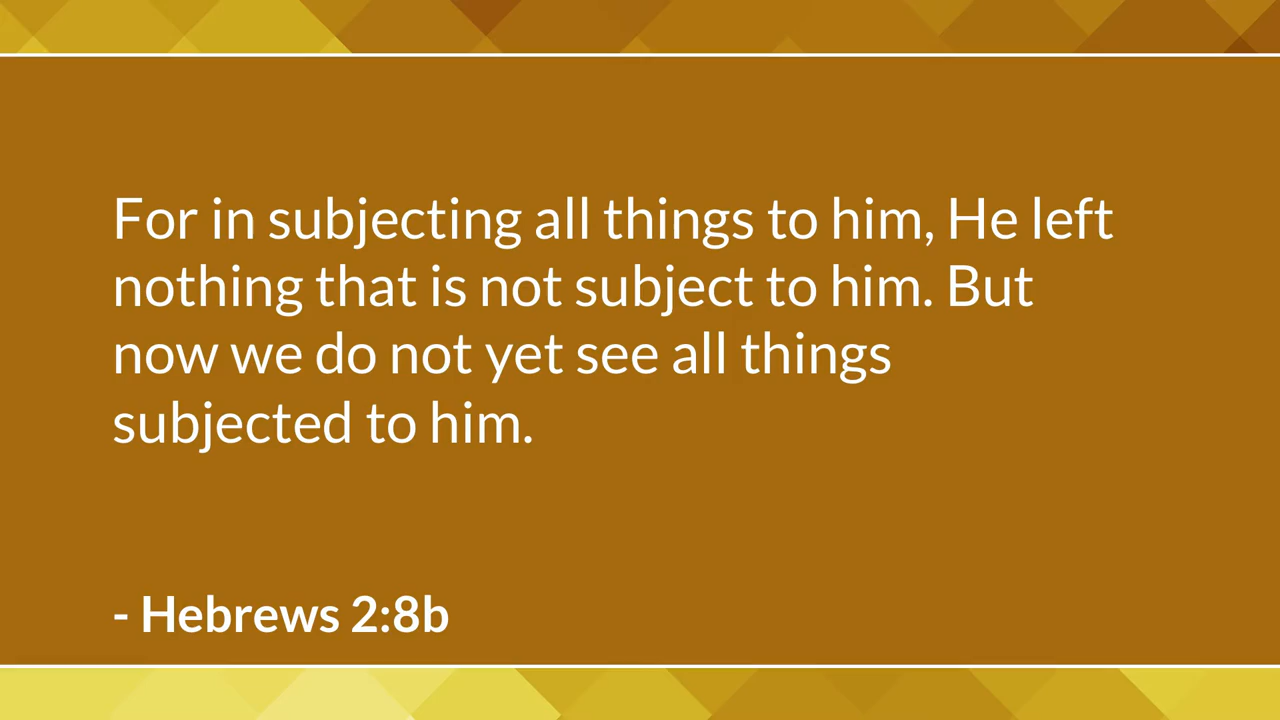 For in subjecting all things to him, He left
nothing that is not subject to him. But
now we do not yet see all things
subjected to him.
- Hebrews 2:8b